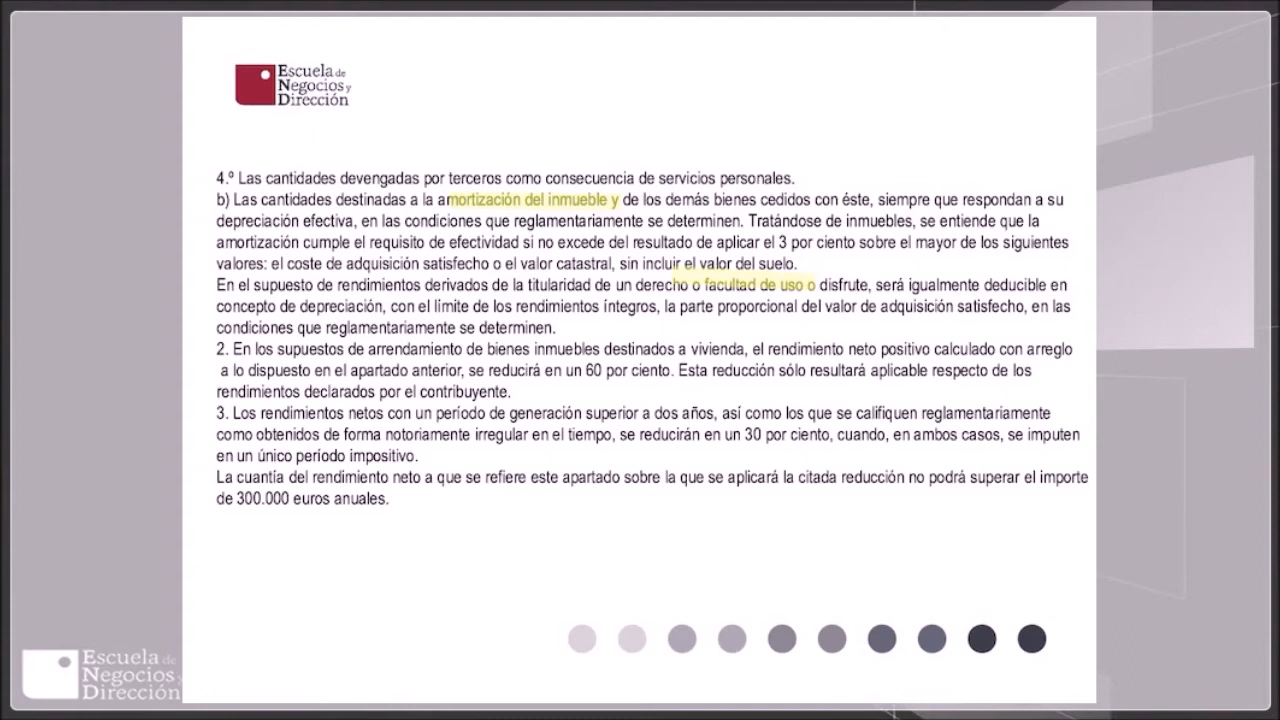 Escuela de
Negocios y
Dirección
4.º Las cantidades devengadas por terceros como consecuencia de servicios personales.
b) Las cantidades destinadas a la amortización del inmueble y de los demás bienes cedidos con éste, siempre que respondan a su
depreciación efectiva, en las condiciones que reglamentariamente se determinen. Tratándose de inmuebles, se entiende que la
amortización cumple el requisito de efectividad si no excede del resultado de aplicar el 3 por ciento sobre el mayor de los siguientes
valores: el coste de adquisición satisfecho o el valor catastral, sin incluir el valor del suelo.
En el supuesto de rendimientos derivados de la titularidad de un derecho o facultad de uso o disfrute, será igualmente deducible en
concepto de depreciación, con el límite de los rendimientos íntegros, la parte proporcional del valor de adquisición satisfecho, en las
condiciones que reglamentariamente se determinen.
2. En los supuestos de arrendamiento de bienes inmuebles destinados a vivienda, el rendimiento neto positivo calculado con arreglo
a lo dispuesto en el apartado anterior, se reducirá en un 60 por ciento. Esta reducción sólo resultará aplicable respecto de los
rendimientos declarados por el contribuyente.
3. Los rendimientos netos con un período de generación superior a dos años, así como los que se califiquen reglamentariamente
como obtenidos de forma notoriamente irregular en el tiempo, se reducirán en un 30 por ciento, cuando, en ambos casos, se imputen
en un único período impositivo.
La cuantía del rendimiento neto a que se refiere este apartado sobre la que se aplicará la citada reducción no podrá superar el importe
de 300.000 euros anuales.
Escuela de
Negocios y
Dirección